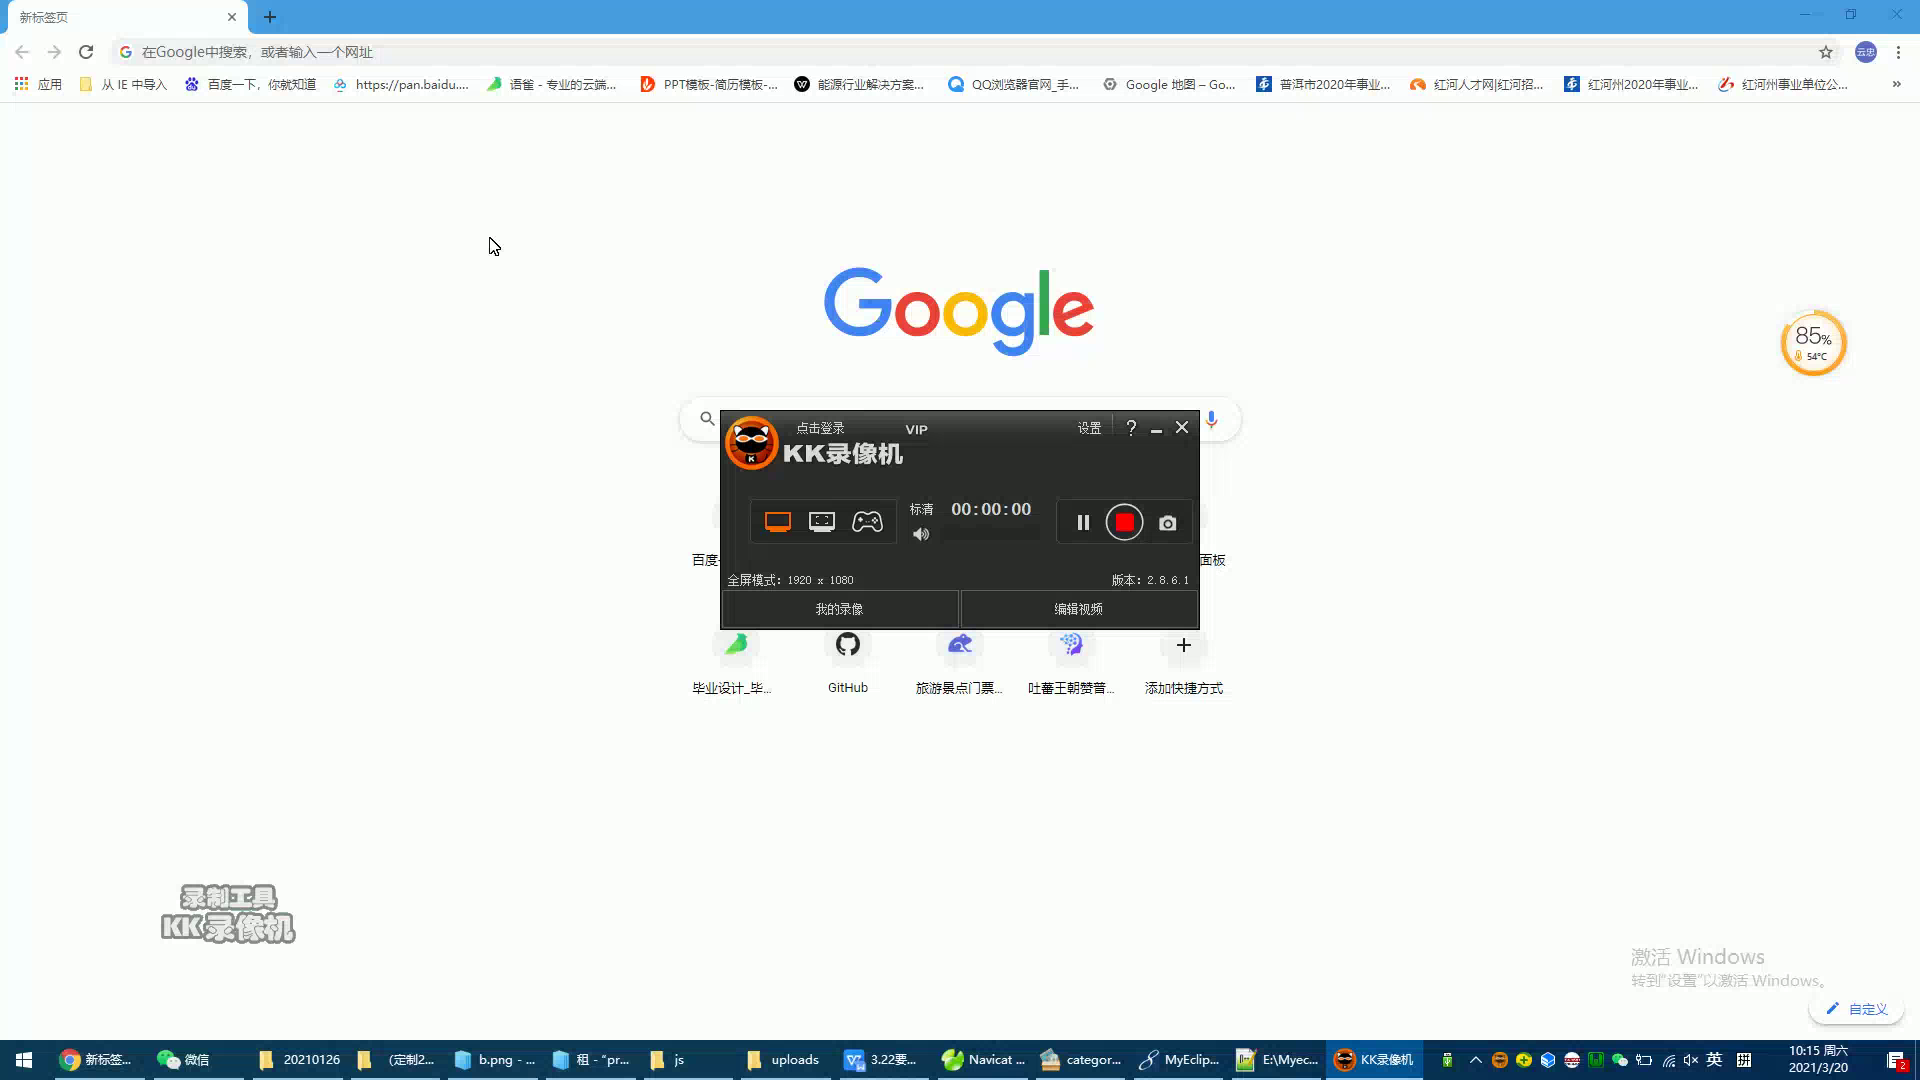 新标签页
在Google中搜索，或者输入一个网址
云忠
应用
从 IE 中导入
百度一下，你就知道
https://pan.baidu....
语雀 - 专业的云端...
PPT模板-简历模板-...
能源行业解决方案...
QQ浏览器官网_手...
Google 地图 – Go...
普洱市2020年事业...
红河人才网|红河招...
红河州2020年事业...
红河州事业单位公...
»
Google
85%
54°C
点击登录
VIP
设置
?
KK录像机
标清
00:00:00
百度
面板
全屏模式: 1920 x 1080
版本: 2.8.6.1
我的录像
编辑视频
毕业设计_毕...
GitHub
旅游景点门票...
吐蕃王朝赞普...
添加快捷方式
录制工具
KK录像机
激活 Windows
转到"设置"以激活 Windows。
自定义
新标签...
微信
20210126
(定制2...
b.png - ...
租 - "pr...
js
uploads
3.22要...
Navicat ...
categor...
MyEclip...
E:\Myec...
KK录像机
英
拼
10:15 周六
2021/3/20
2